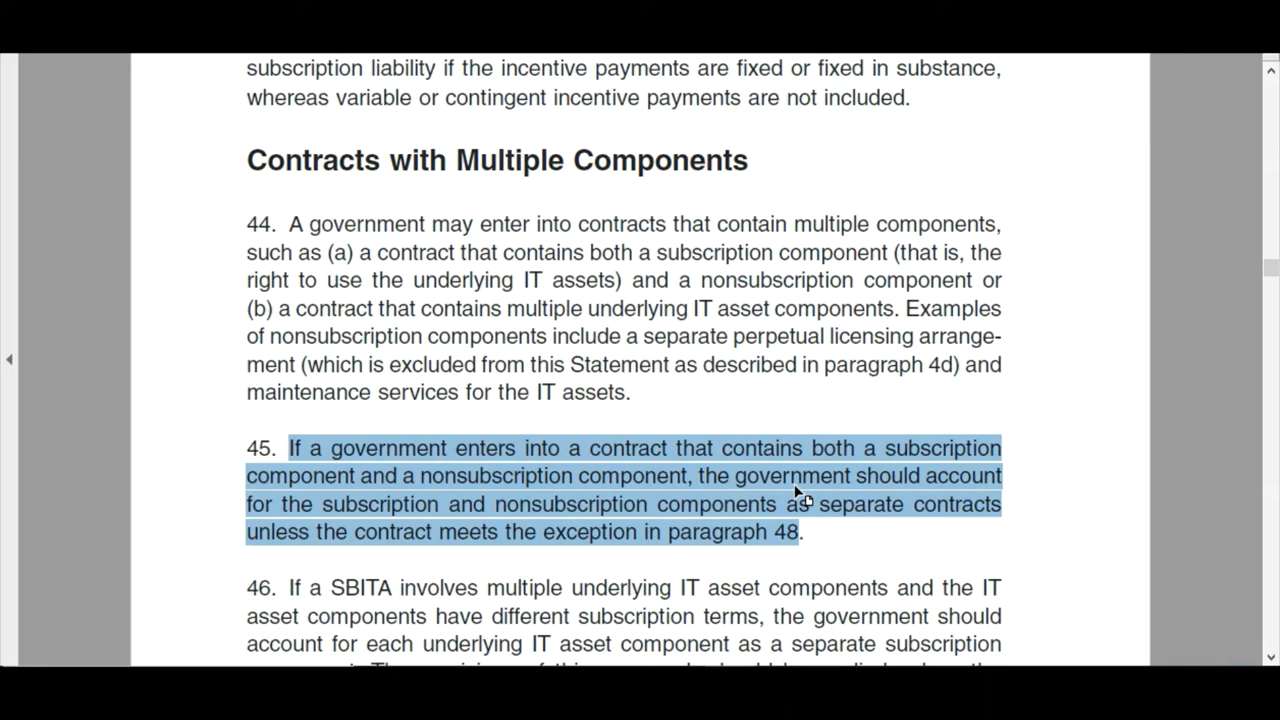 subscription liability if the incentive payments are fixed or fixed in substance,
whereas variable or contingent incentive payments are not included.
Contracts with Multiple Components
44. A government may enter into contracts that contain multiple components,
such as (a) a contract that contains both a subscription component (that is, the
right to use the underlying IT assets) and a nonsubscription component or
(b) a contract that contains multiple underlying IT asset components. Examples
of nonsubscription components include a separate perpetual licensing arrange-
ment (which is excluded from this Statement as described in paragraph 4d) and
maintenance services for the IT assets.
45. If a government enters into a contract that contains both a subscription
component and a nonsubscription component, the government should account
for the subscription and nonsubscription components as separate contracts
unless the contract meets the exception in paragraph 48.
46. If a SBITA involves multiple underlying IT asset components and the IT
asset components have different subscription terms, the government should
account for each underlying IT asset component as a separate subscription